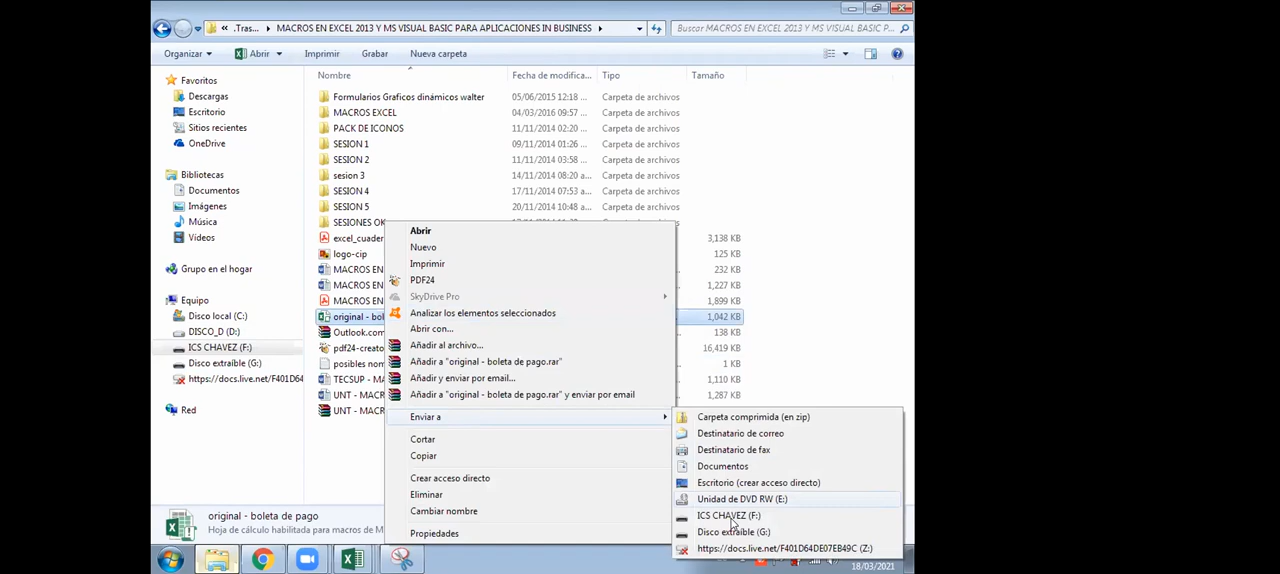 « .Tras... ▸ MACROS EN EXCEL 2013 Y MS VISUAL BASIC PARA APLICACIONES IN BUSINESS ▸
Buscar MACROS EN EXCEL 2013 Y MS VISUAL BASIC P...
Organizar Abrir Imprimir Grabar Nueva carpeta
Nombre Fecha de modifica... Tipo Tamaño
Favoritos
Descargas
Escritorio
Sitios recientes
OneDrive
Bibliotecas
Documentos
Imágenes
Música
Vídeos
Grupo en el hogar
Equipo
Disco local (C:)
DISCO_D (D:)
ICS CHAVEZ (F:)
Disco extraíble (G:)
https://docs.live.net/F401D64
Red
Formularios Graficos dinámicos walter 05/06/2015 12:18 ... Carpeta de archivos
MACROS EXCEL 04/03/2016 09:57 ... Carpeta de archivos
PACK DE ICONOS 11/11/2014 02:20 ... Carpeta de archivos
SESION 1 09/11/2014 01:26 ... Carpeta de archivos
SESION 2 11/11/2014 03:58 ... Carpeta de archivos
sesion 3 14/11/2014 08:20 a... Carpeta de archivos
SESION 4 17/11/2014 07:53 a... Carpeta de archivos
SESION 5 20/11/2014 10:48 a... Carpeta de archivos
SESIONES OK Carpeta de archivos
excel_cuader 3,138 KB
logo-cip 125 KB
MACROS EN 232 KB
MACROS EN 1,227 KB
MACROS EN 1,899 KB
original - bol 1,042 KB
Outlook.com 138 KB
pdf24-creato 16,419 KB
posibles nom 1 KB
TECSUP - MA 1,110 KB
UNT - MACR 1,287 KB
UNT - MACR
Abrir
Nuevo
Imprimir
PDF24
SkyDrive Pro
Analizar los elementos seleccionados
Abrir con...
Añadir al archivo...
Añadir a "original - boleta de pago.rar"
Añadir y enviar por email...
Añadir a "original - boleta de pago.rar" y enviar por email
Enviar a
Cortar
Copiar
Crear acceso directo
Eliminar
Cambiar nombre
Propiedades
Carpeta comprimida (en zip)
Destinatario de correo
Destinatario de fax
Documentos
Escritorio (crear acceso directo)
Unidad de DVD RW (E:)
ICS CHAVEZ (F:)
Disco extraíble (G:)
https://docs.live.net/F401D64DE07EB49C (Z:)
original - boleta de pago
Hoja de cálculo habilitada para macros de M
18/03/2021